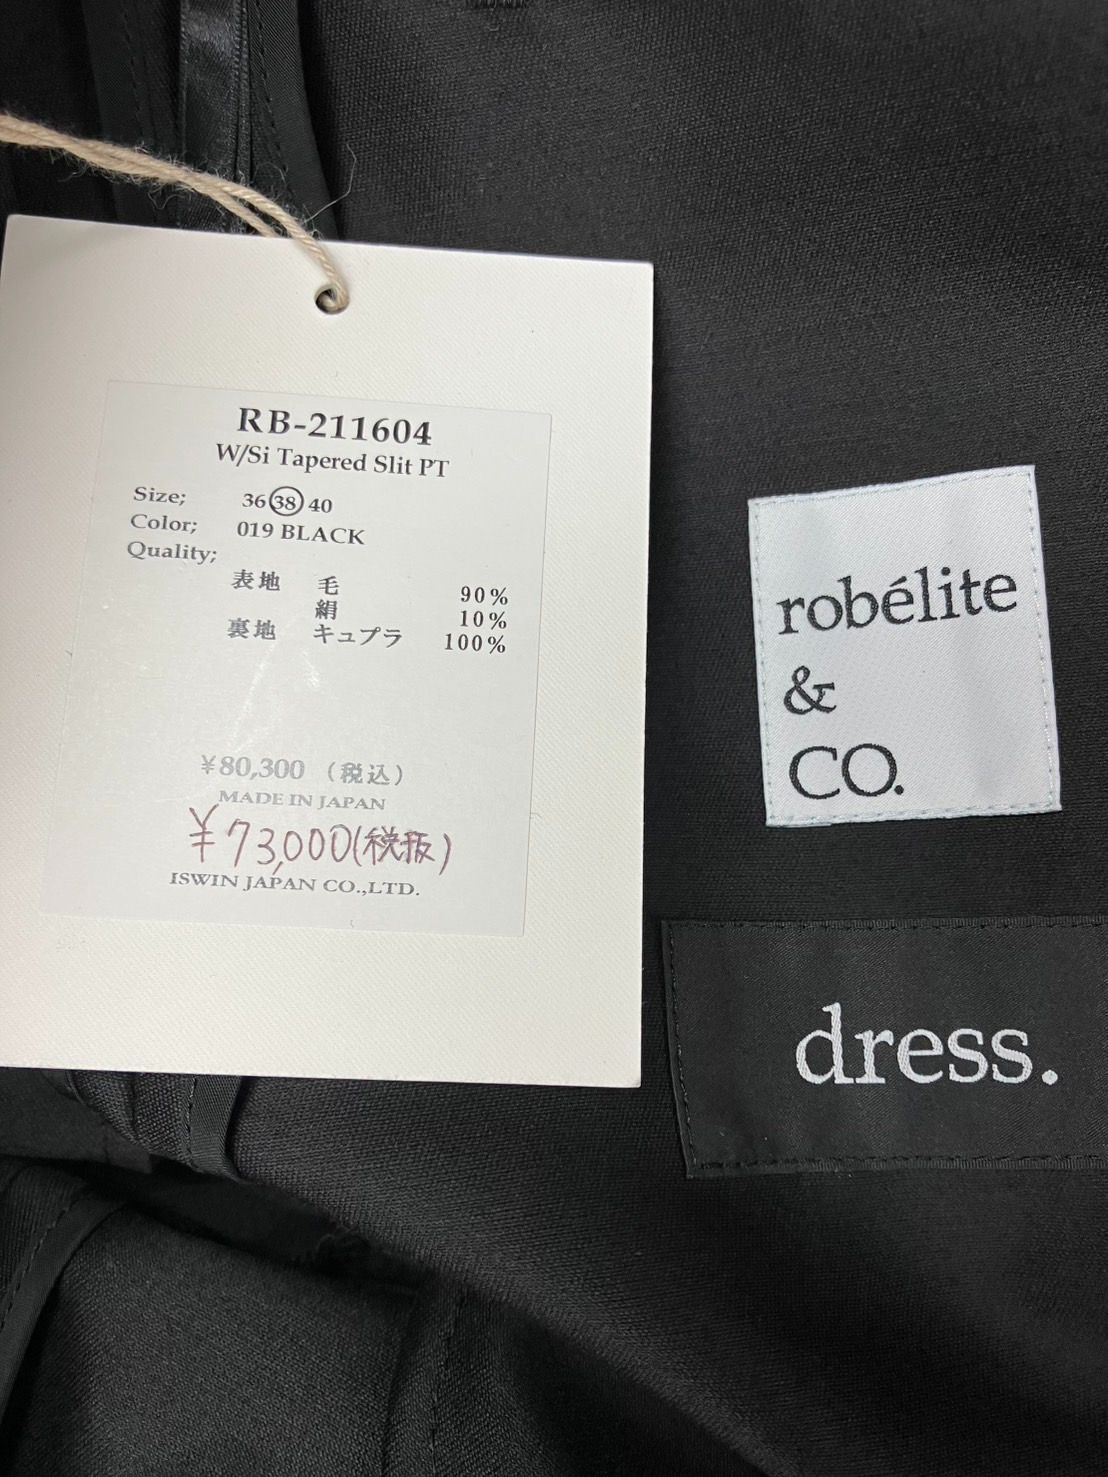 RB-211604
W/Si Tapered Slit PT
Size; 36 38 40
Color; 019 BLACK
Quality;
表地 毛 90%
絹 10%
裏地 キュプラ 100%
¥80,300 (税込)
MADE IN JAPAN
¥73,000(税抜)
ISWIN JAPAN CO.,LTD.
robélite
&
CO.
dress.